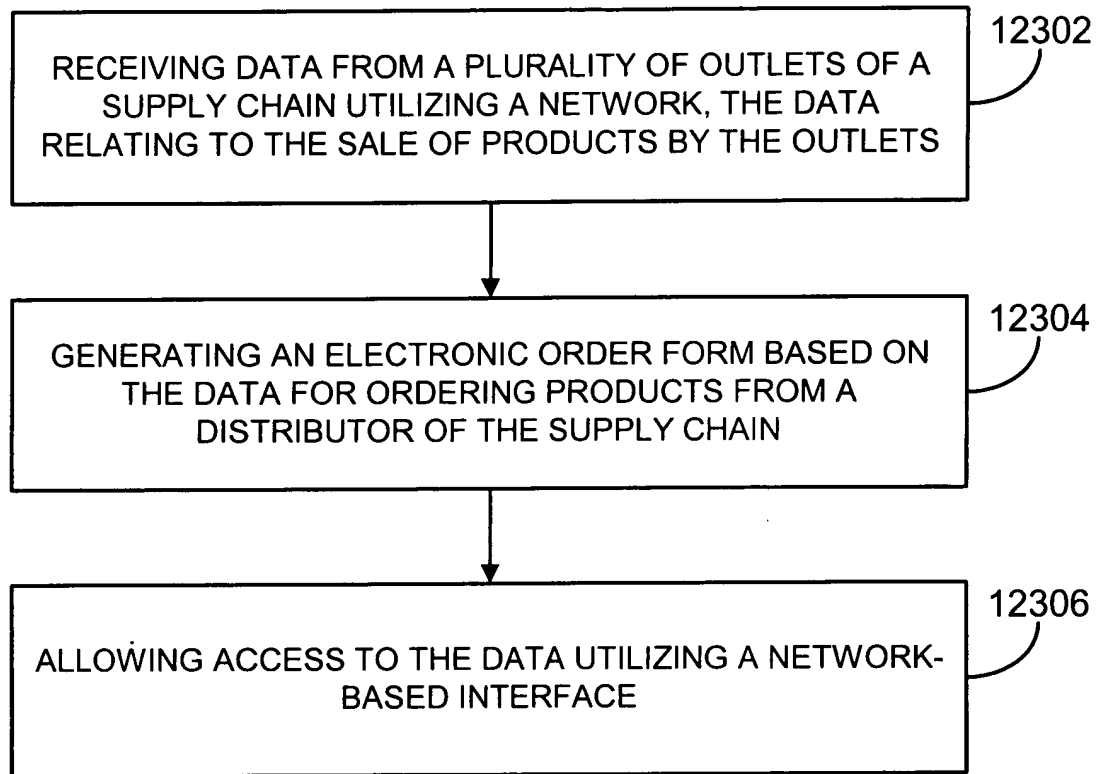 12302
RECEIVING DATA FROM A PLURALITY OF OUTLETS OF A
SUPPLY CHAIN UTILIZING A NETWORK, THE DATA
RELATING TO THE SALE OF PRODUCTS BY THE OUTLETS
12304
GENERATING AN ELECTRONIC ORDER FORM BASED ON
THE DATA FOR ORDERING PRODUCTS FROM A
DISTRIBUTOR OF THE SUPPLY CHAIN
12306
ALLOWING ACCESS TO THE DATA UTILIZING A NETWORK-
BASED INTERFACE